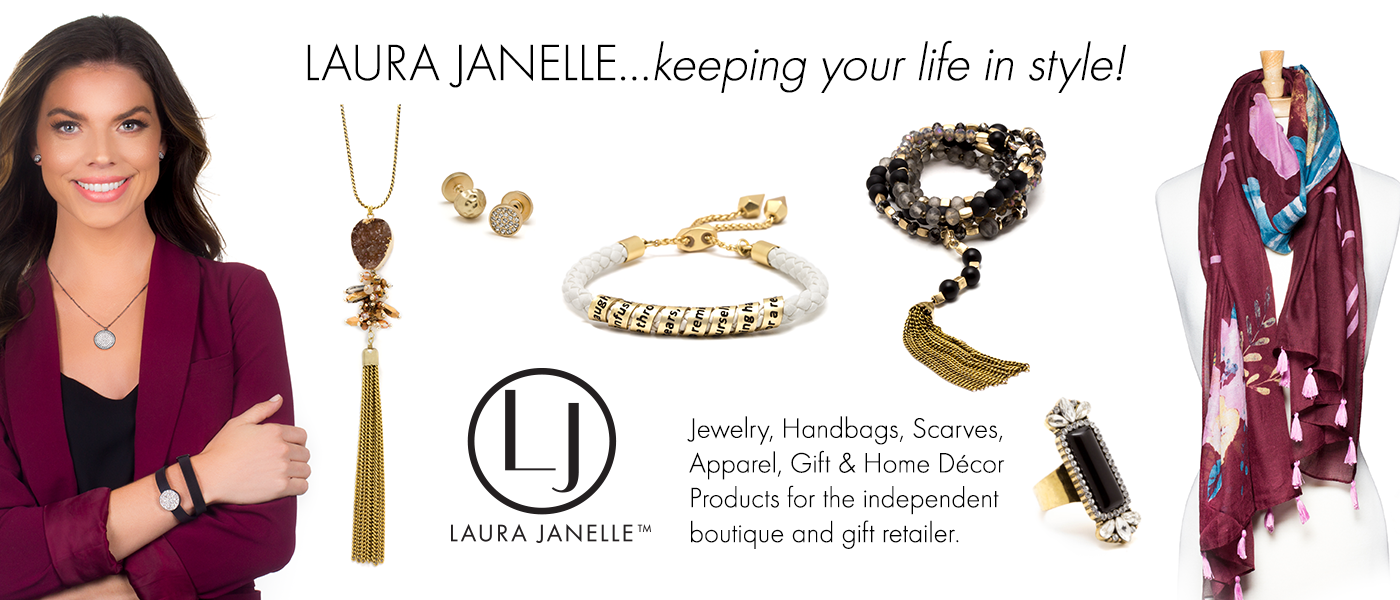 LAURA JANELLE...keeping your life in style!
LJ
LAURA JANELLE™
Jewelry, Handbags, Scarves,
Apparel, Gift & Home Décor
Products for the independent
boutique and gift retailer.